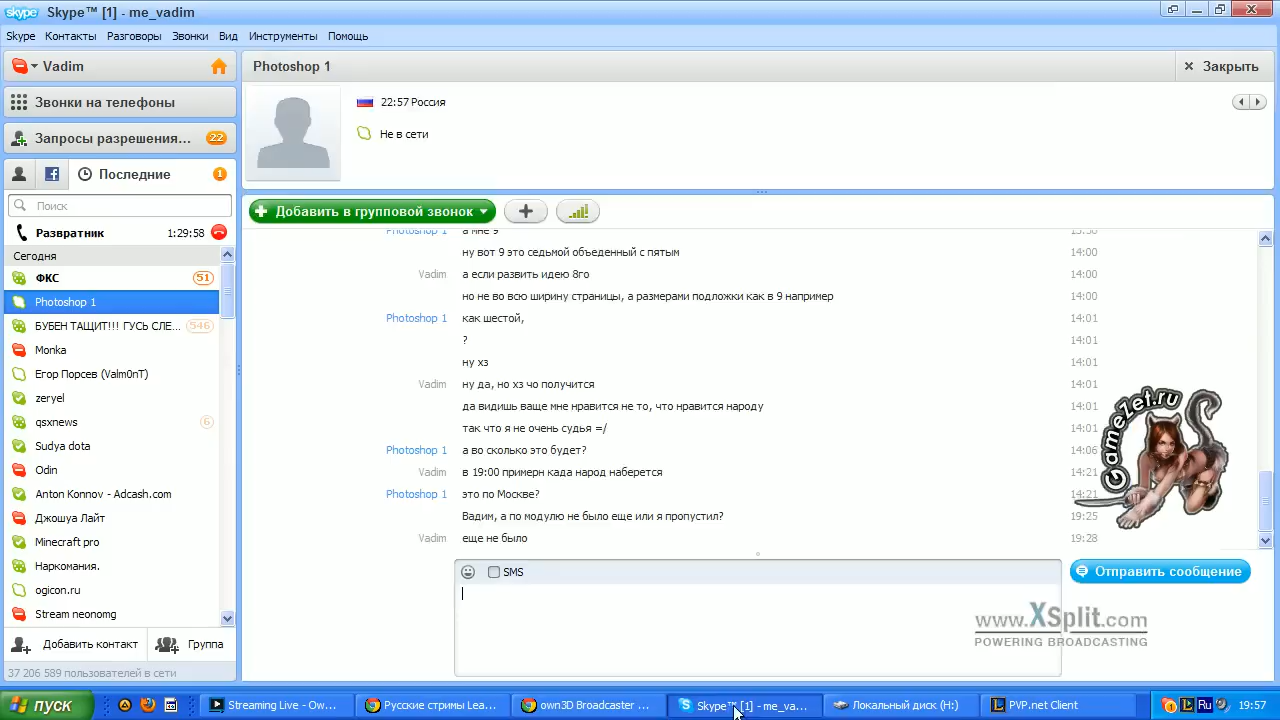 Skype™ [1] - me_vadim
Skype Контакты Разговоры Звонки Вид Инструменты Помощь
Vadim
Звонки на телефоны
Запросы разрешения... 22
Последние 1
Поиск
Развратник 1:29:58
Сегодня
ФКС 51
Photoshop 1
БУБЕН ТАЩИТ!!! ГУСЬ СЛЕ... 546
Monka
Егор Порсев (Valm0nT)
zeryel
qsxnews 6
Sudya dota
Odin
Anton Konnov - Adcash.com
Джошуа Лайт
Minecraft pro
Наркомания.
ogicon.ru
Stream neonomg
Добавить контакт Группа
37 206 589 пользователей в сети
Photoshop 1 Закрыть
22:57 Россия
Не в сети
Добавить в групповой звонок
Photoshop 1 а мне 9
ну вот 9 это седьмой объеденный с пятым 14:00
Vadim а если развить идею 8го 14:00
но не во всю ширину страницы, а размерами подложки как в 9 например 14:00
Photoshop 1 как шестой, 14:01
? 14:01
ну хз 14:01
Vadim ну да, но хз чо получится 14:01
да видишь ваще мне нравится не то, что нравится народу 14:01
так что я не очень судья =/ 14:01
Photoshop 1 а во сколько это будет? 14:06
Vadim в 19:00 примерн када народ наберется 14:21
Photoshop 1 это по Москве? 14:21
Вадим, а по модулю не было еще или я пропустил? 19:25
Vadim еще не было 19:28
GameZet.ru
SMS
Отправить сообщение
www.XSplit.com
POWERING BROADCASTING
пуск
Streaming Live - Ow...
Русские стримы Lea...
own3D Broadcaster ...
Skype™ [1] - me_va...
Локальный диск (H:)
PVP.net Client
1 Ru 19:57